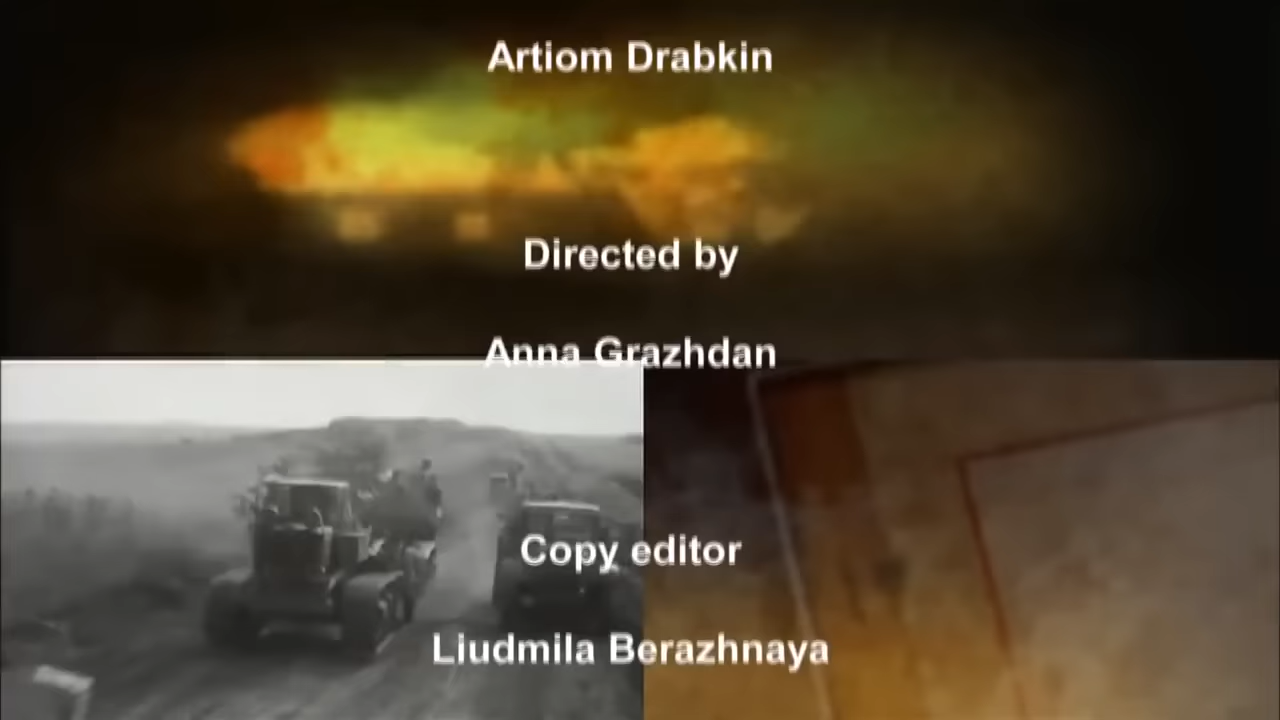 Artiom Drabkin
Directed by
Anna Grazhdan
Copy editor
Liudmila Berazhnaya